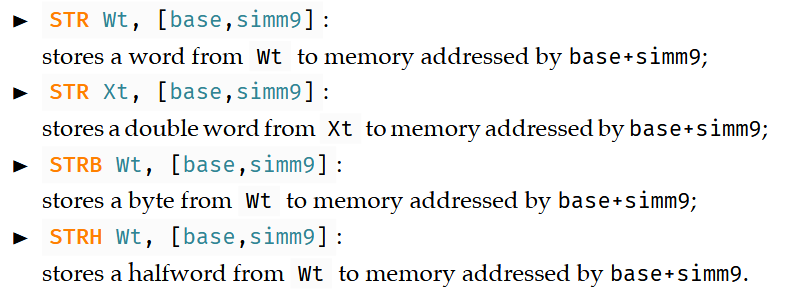 ► STR Wt, [base,simm9]:
stores a word from Wt to memory addressed by base+simm9;
► STR Xt, [base,simm9]:
stores a double word from Xt to memory addressed by base+simm9;
► STRB Wt, [base,simm9]:
stores a byte from Wt to memory addressed by base+simm9;
► STRH Wt, [base,simm9]:
stores a halfword from Wt to memory addressed by base+simm9.